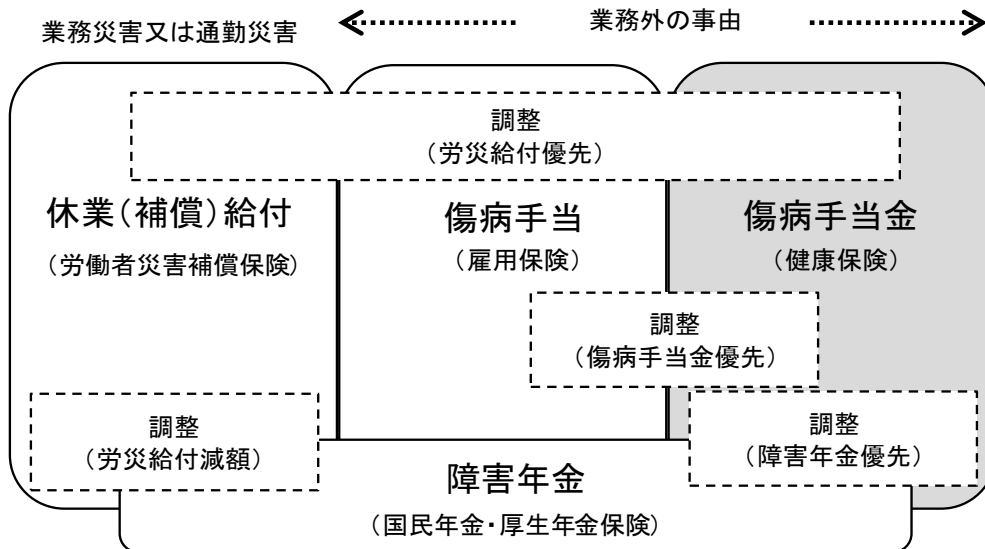 業務災害又は通勤災害
業務外の事由
調整
(労災給付優先)
休業(補償)給付
(労働者災害補償保険)
傷病手当
(雇用保険)
傷病手当金
(健康保険)
調整
(傷病手当金優先)
調整
(労災給付減額)
調整
(障害年金優先)
障害年金
(国民年金・厚生年金保険)